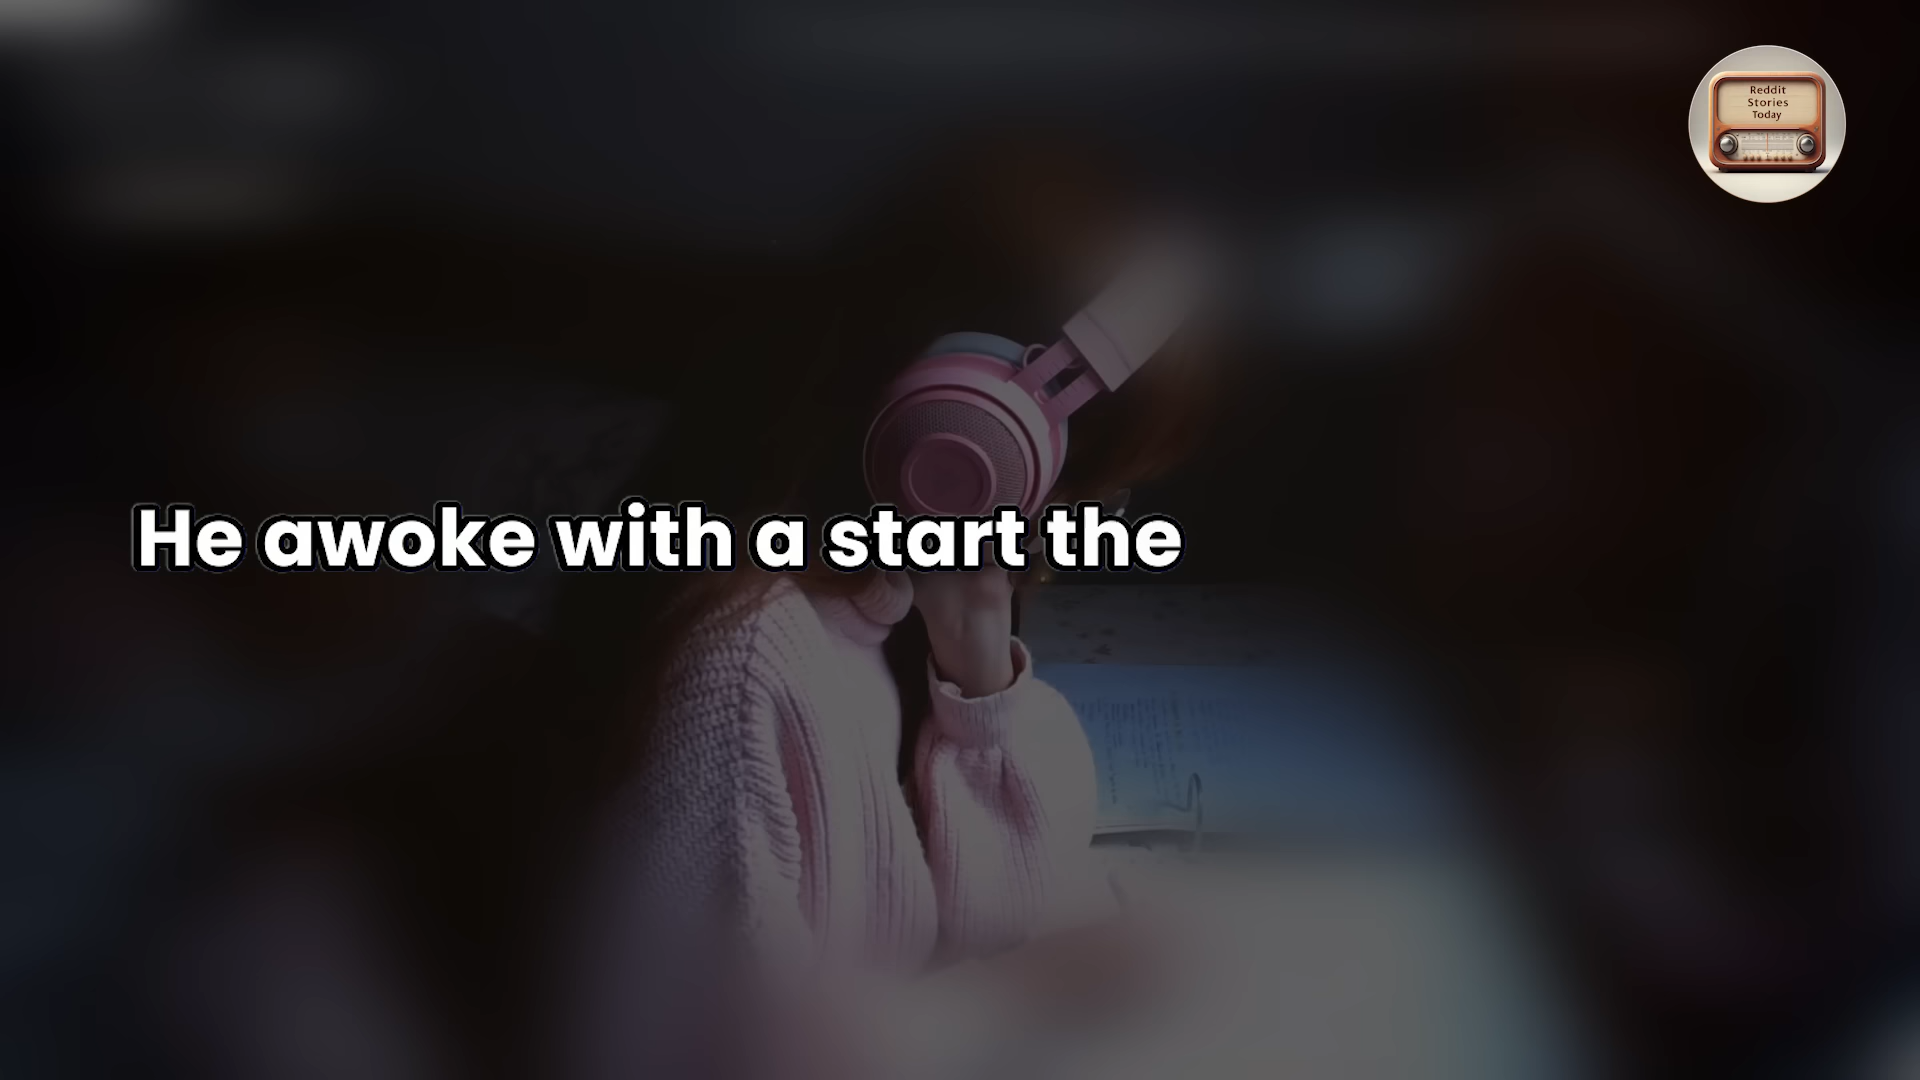 Reddit
Stories
Today
He awoke with a start the